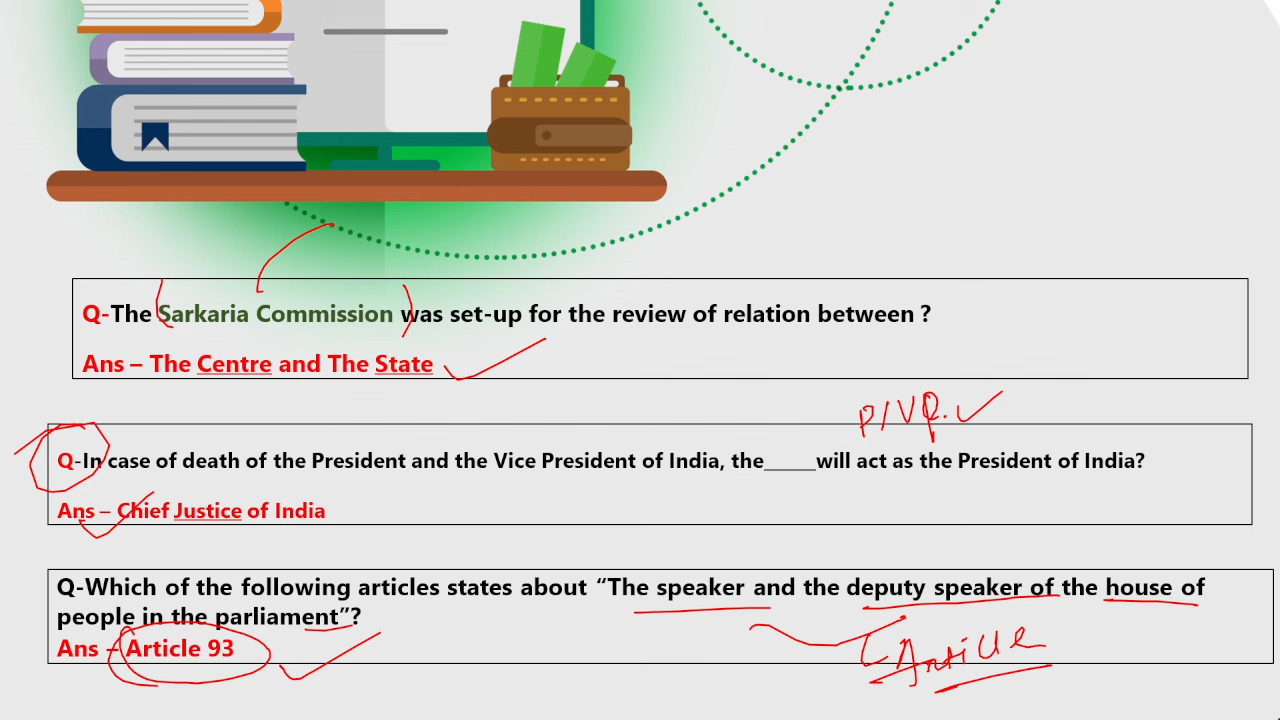 Q-The Sarkaria Commission was set-up for the review of relation between ?
Ans – The Centre and The State
P/VP.
Q-In case of death of the President and the Vice President of India, the_____will act as the President of India?
Ans – Chief Justice of India
Q-Which of the following articles states about “The speaker and the deputy speaker of the house of
people in the parliament”?
Ans – Article 93
Article